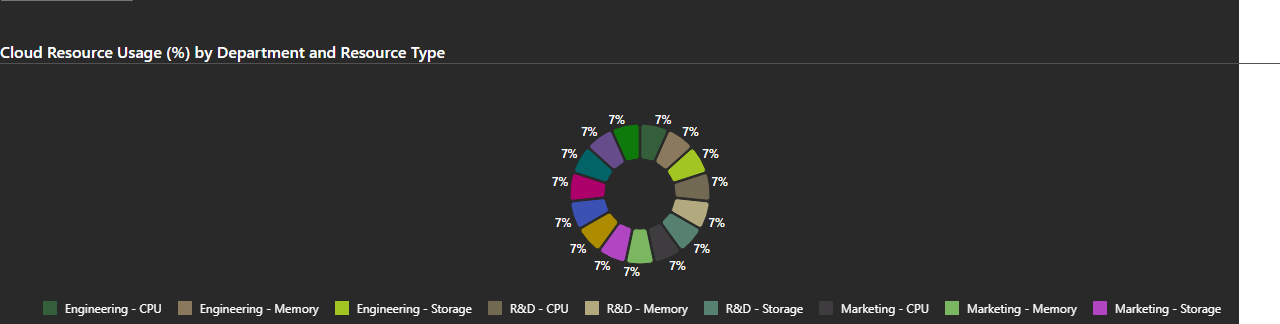 Cloud Resource Usage (%) by Department and Resource Type
7% 7%
7% 7%
7% 7%
7% 7%
7% 7%
7% 7%
7% 7% 7%
Engineering - CPU Engineering - Memory Engineering - Storage R&D - CPU R&D - Memory R&D - Storage Marketing - CPU Marketing - Memory Marketing - Storage